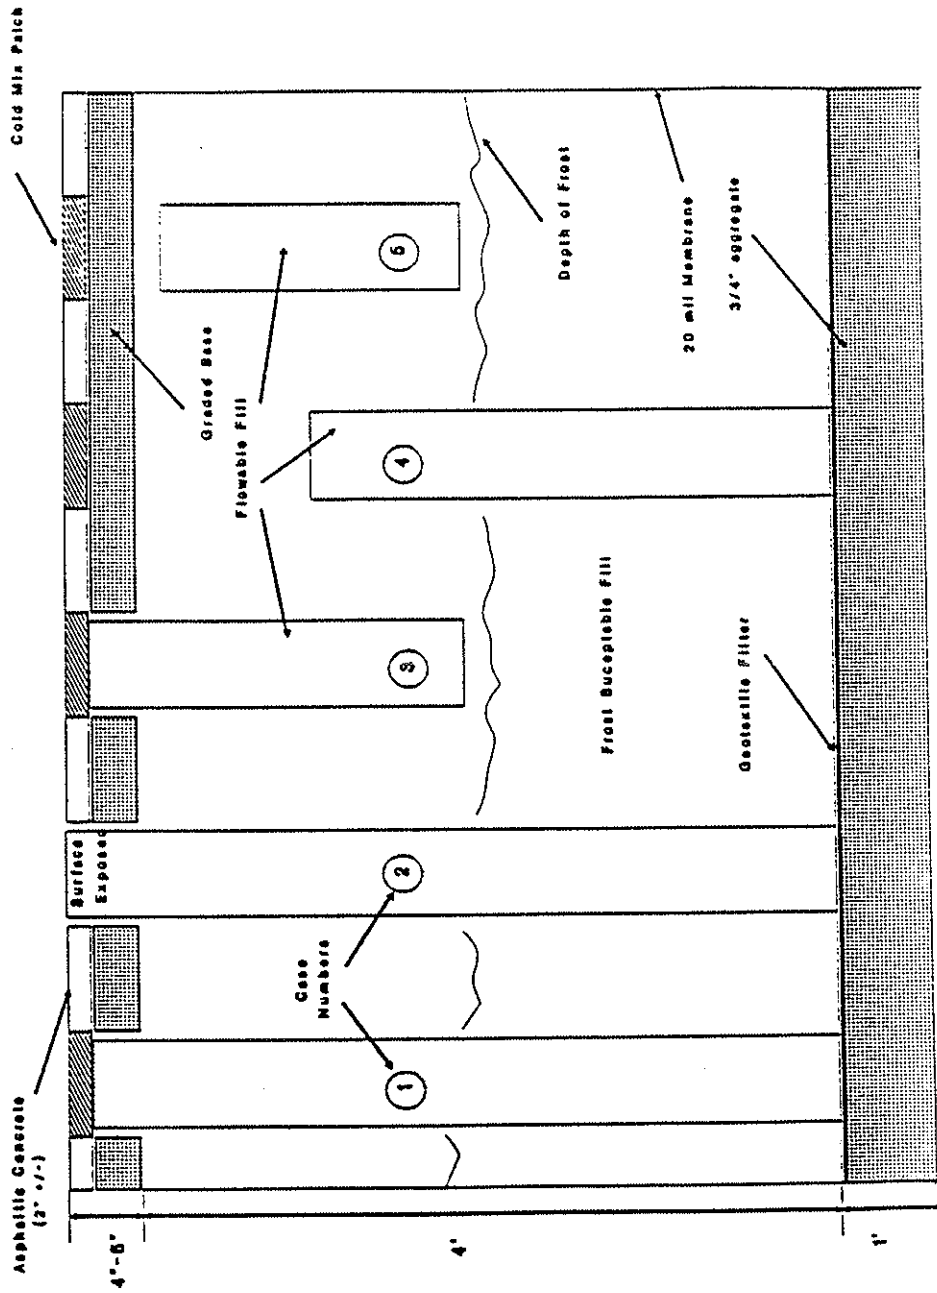 Cold Mix Patch
Graded Base
Flowable Fill
5
Depth of Frost
20 mil Membrane
3/4" aggregate
4
3
Frost Suceptable Fill
Geotextile Filter
Surface
Exposed
2
Case
Numbers
1
Asphaltic Concrete
(2" +/-)
4"-6"
4'
1'